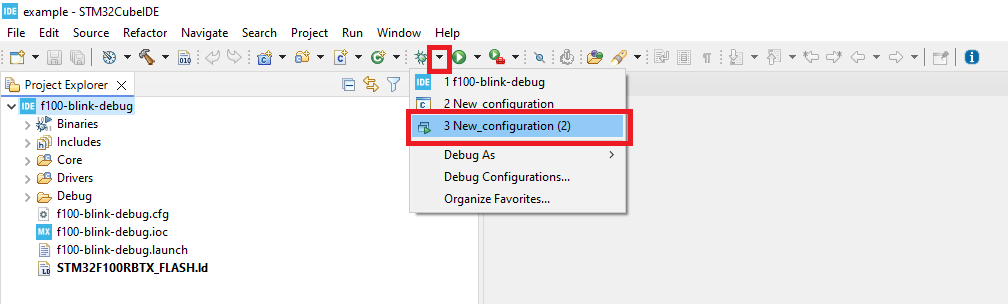 IDE example - STM32CubeIDE
File Edit Source Refactor Navigate Search Project Run Window Help
010
Project Explorer
IDE 1 f100-blink-debug
IDE f100-blink-debug
C 2 New_configuration
Binaries
3 New_configuration (2)
Includes
Core
Debug As
Drivers
Debug Configurations...
Debug
Organize Favorites...
f100-blink-debug.cfg
MX f100-blink-debug.ioc
f100-blink-debug.launch
LD STM32F100RBTX_FLASH.ld